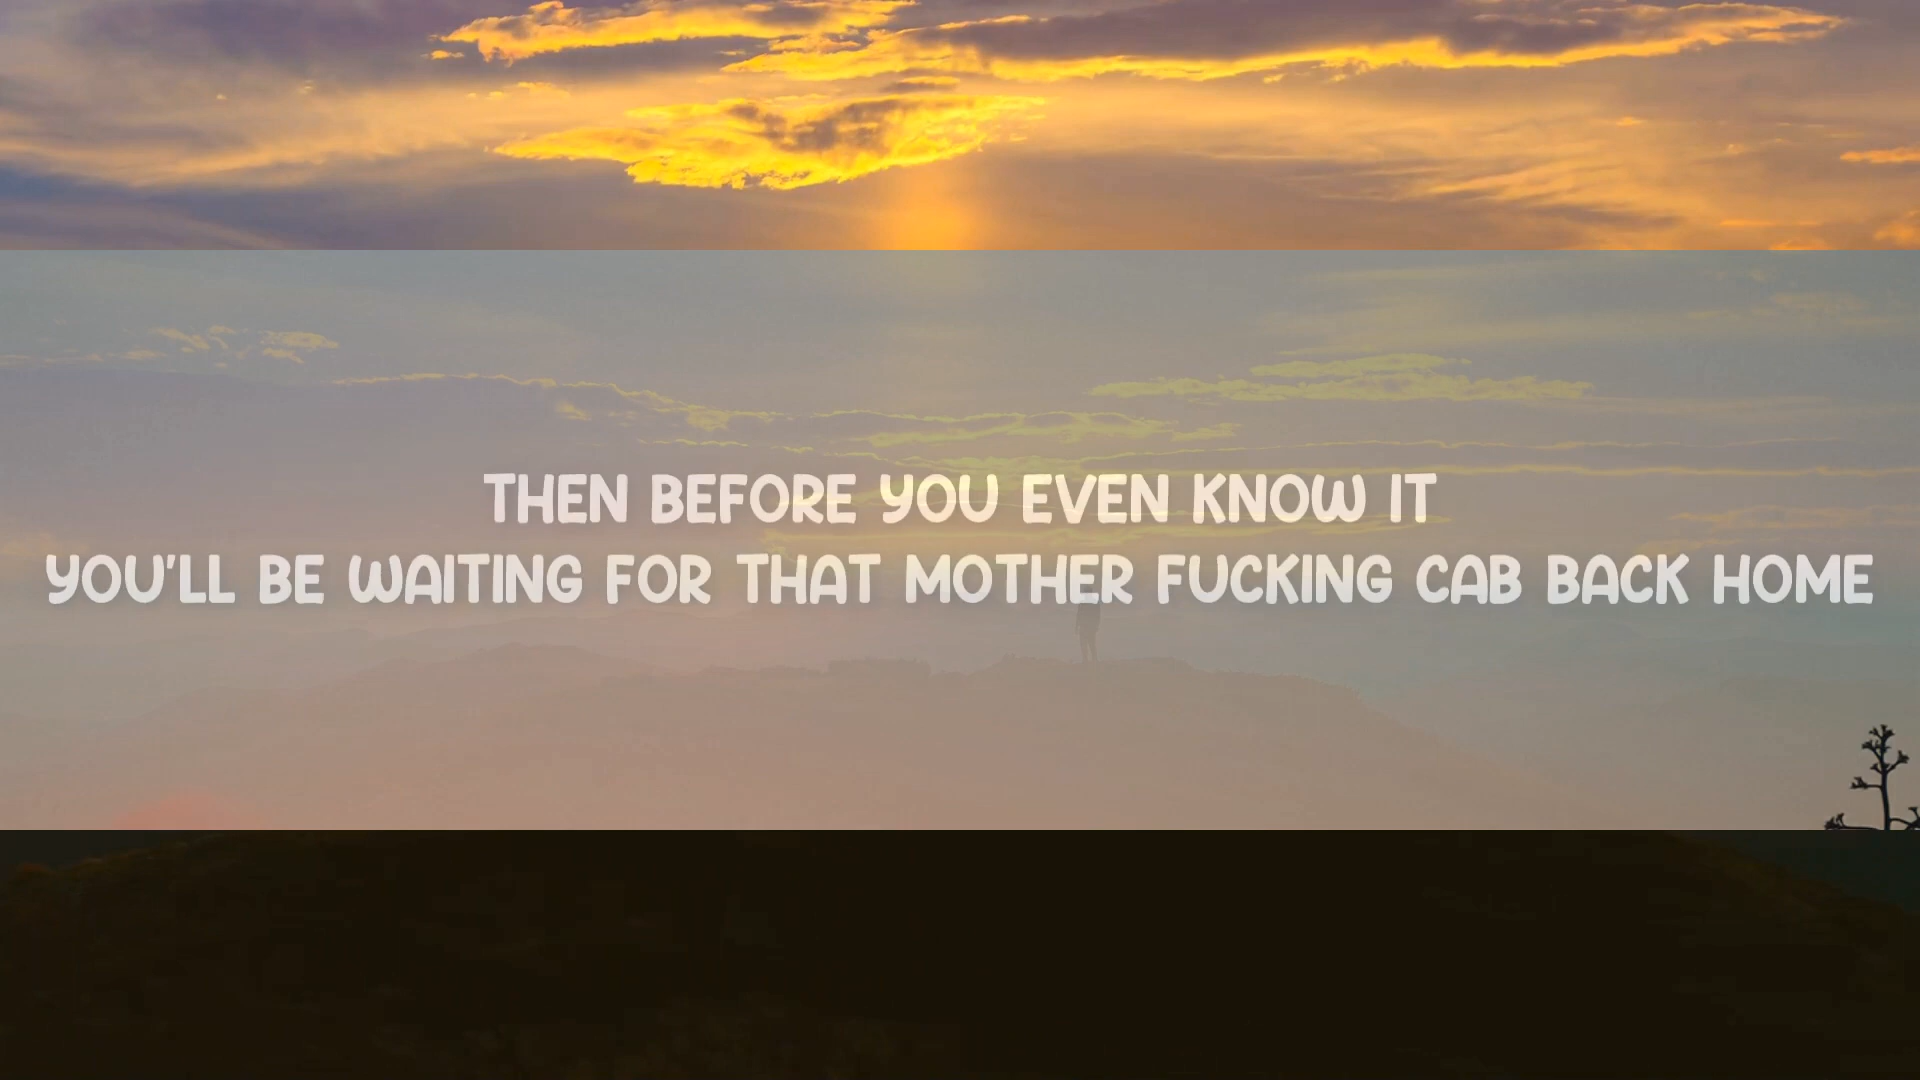 THEN BEFORE YOU EVEN KNOW IT
YOU'LL BE WAITING FOR THAT MOTHER FUCKING CAB BACK HOME